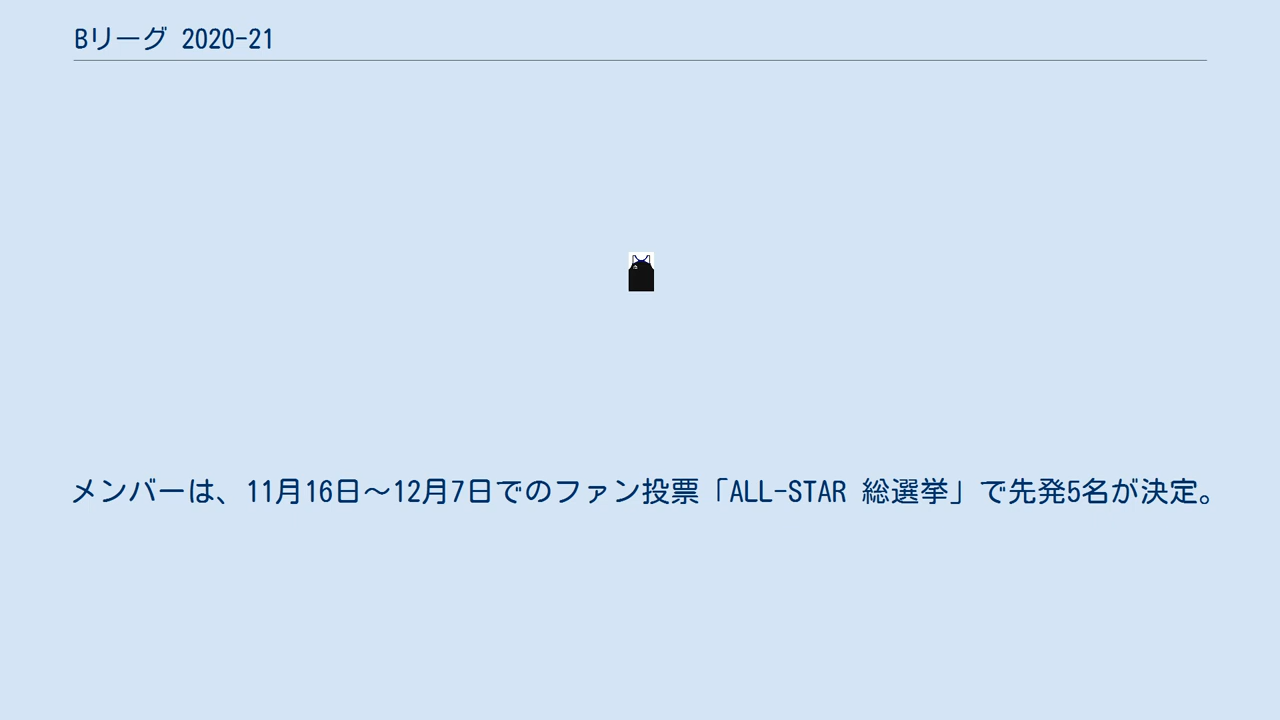 Bリーグ 2020-21
メンバーは、11月16日～12月7日でのファン投票「ALL-STAR 総選挙」で先発5名が決定。